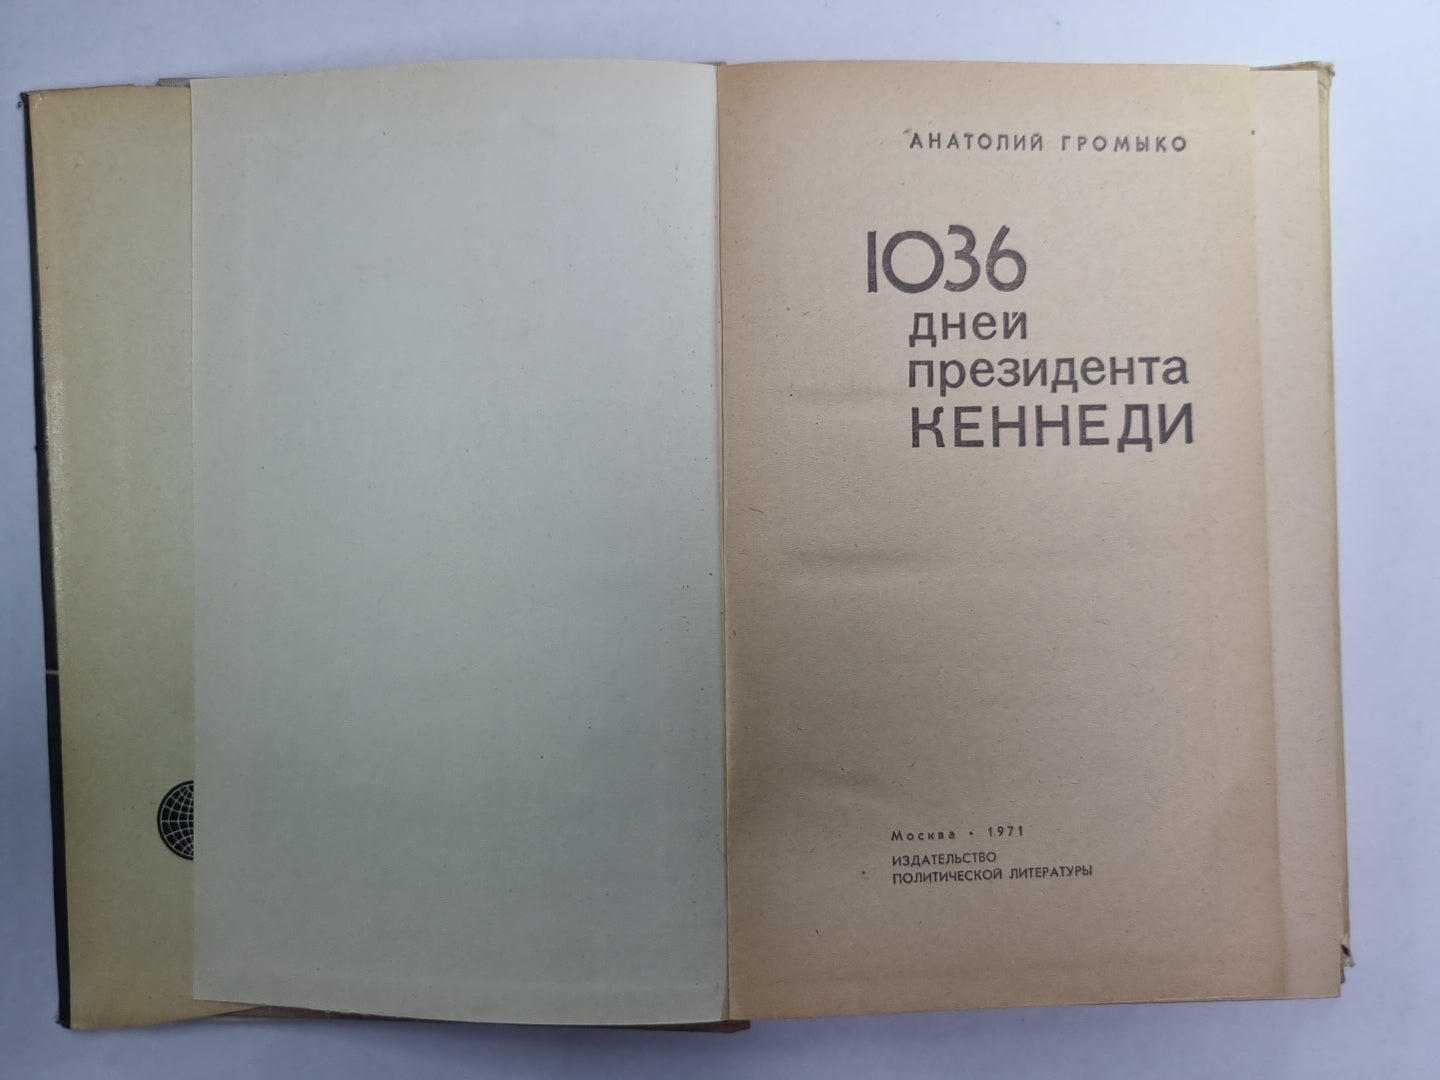 АНАТОЛИЙ ГРОМЫКО
1036
дней
президента
КЕННЕДИ
Москва • 1971
ИЗДАТЕЛЬСТВО
ПОЛИТИЧЕСКОЙ ЛИТЕРАТУРЫ